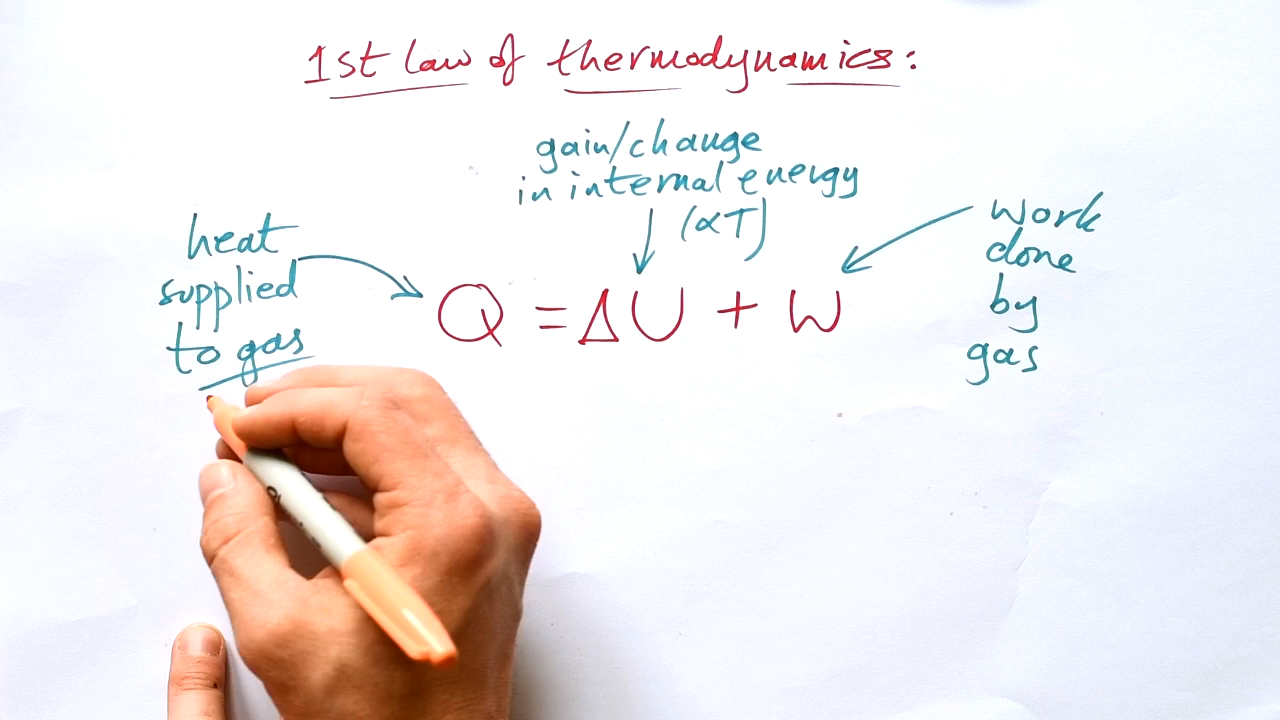 1st law of thermodynamics:
gain/change
in internal energy
(∝T)
heat
supplied
to gas
Q = ΔU + W
work
done
by
gas